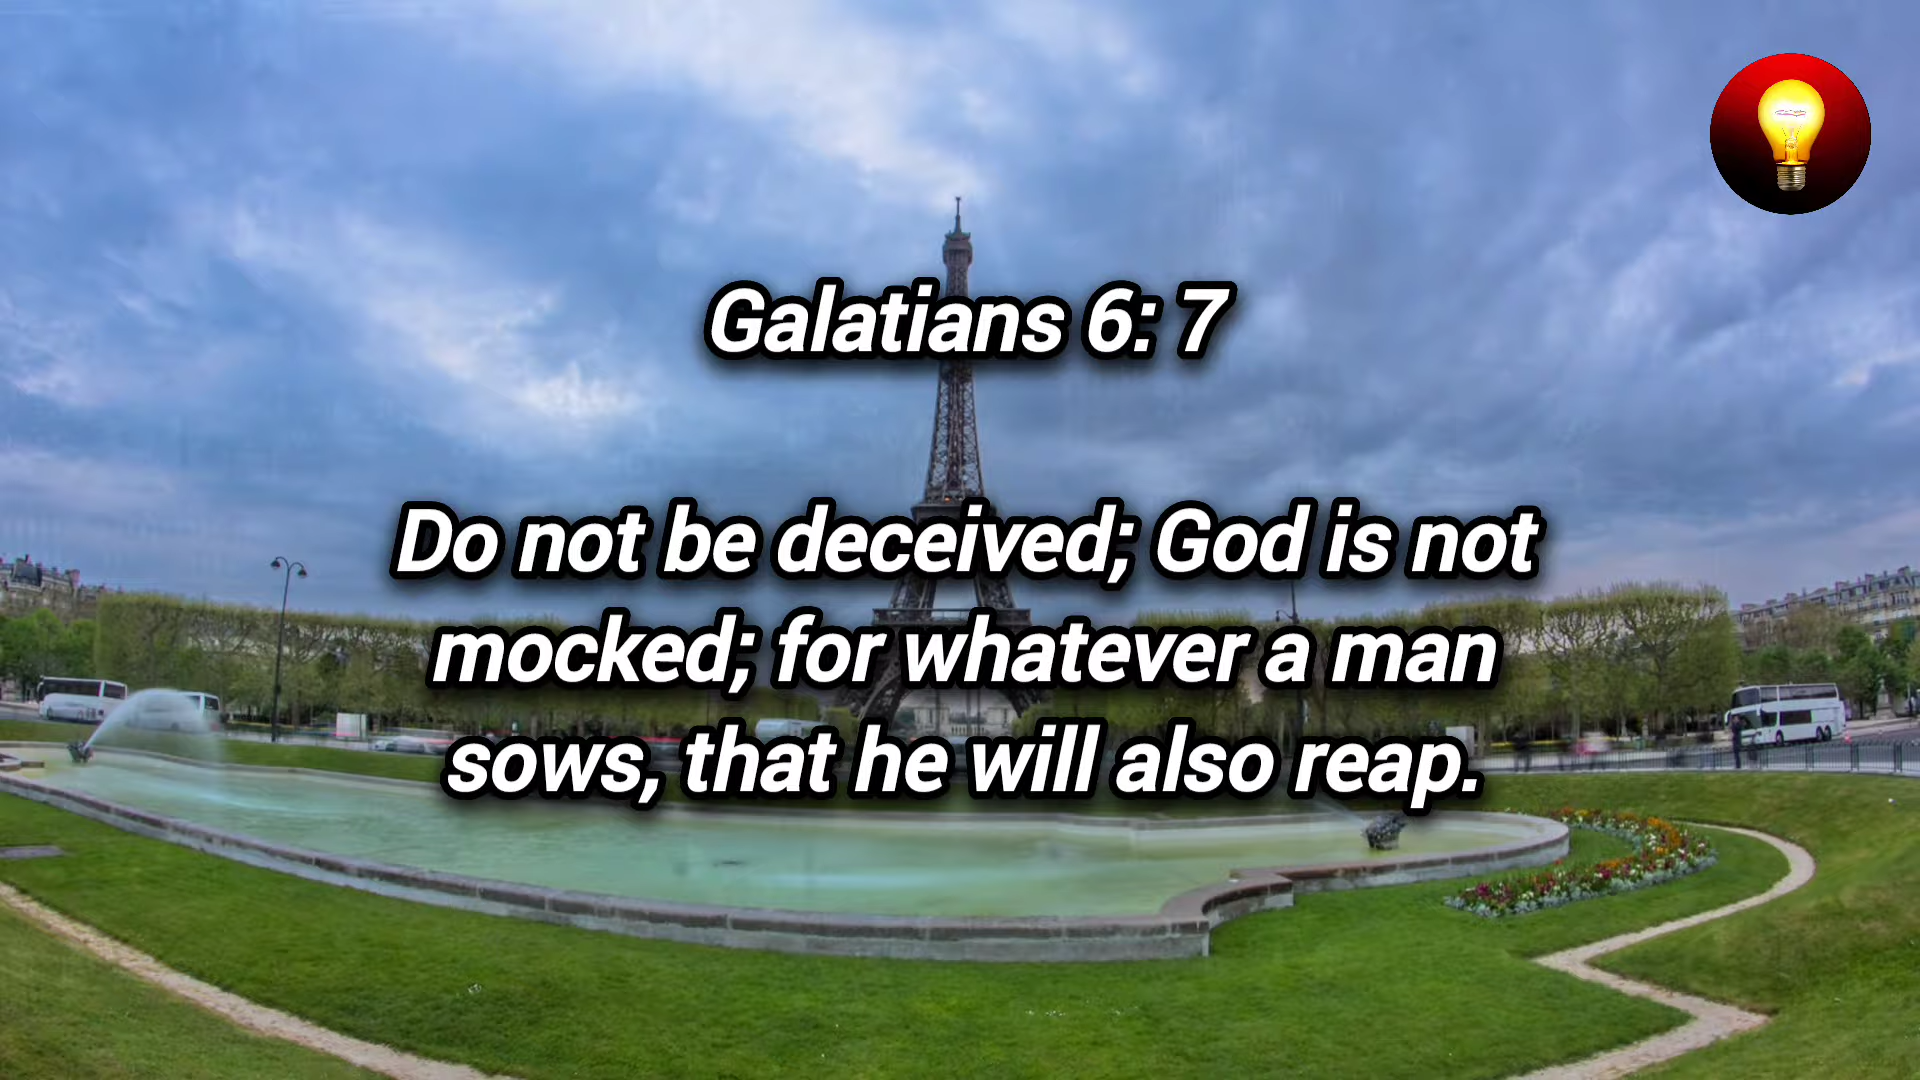 Galatians 6: 7
Do not be deceived; God is not
mocked; for whatever a man
sows, that he will also reap.